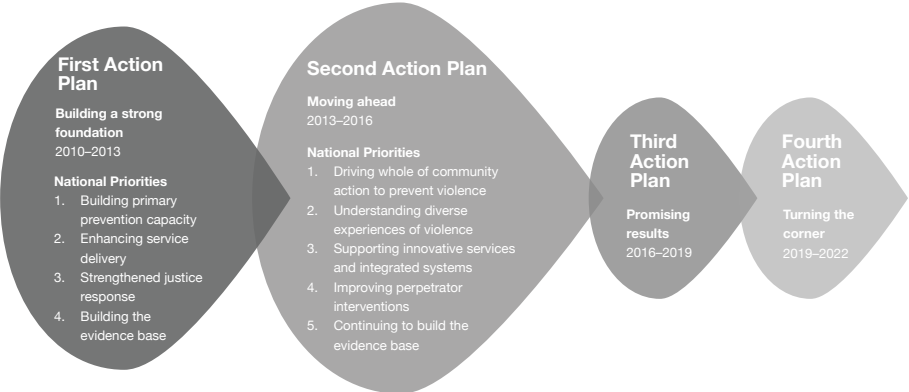 First Action
Plan
Building a strong
foundation
2010–2013
National Priorities
1. Building primary
prevention capacity
2. Enhancing service
delivery
3. Strengthened justice
response
4. Building the
evidence base
Second Action Plan
Moving ahead
2013–2016
National Priorities
1. Driving whole of community
action to prevent violence
2. Understanding diverse
experiences of violence
3. Supporting innovative services
and integrated systems
4. Improving perpetrator
interventions
5. Continuing to build the
evidence base
Third
Action
Plan
Promising
results
2016–2019
Fourth
Action
Plan
Turning the
corner
2019–2022